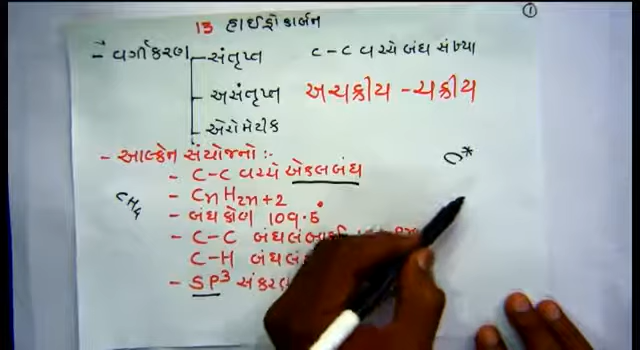 ①
13 હાઈડ્રોકાર્બન
- વર્ગીકરણ - સંતૃપ્ત C-C વચ્ચે બંધ સંખ્યા
- અસંતૃપ્ત અચક્રીય - ચક્રીય
- એરોમેટીક
- આલ્કેન સંયોજનો :-
- C-C વચ્ચે એકલબંધ
CH4
- CnH2n+2
- બંધકોણ 109.5°
- C-C બંધલંબાઈ
C-H
- SP³